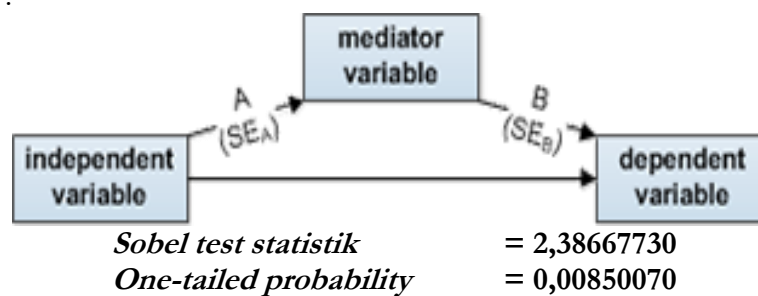 .
mediator
variable
A
(SEA)
B
(SEB)
independent
variable
dependent
variable
Sobel test statistik = 2,38667730
One-tailed probability = 0,00850070